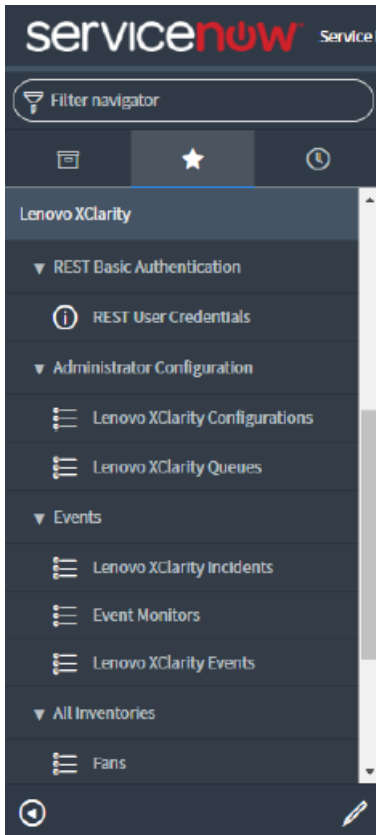 servicenow Service
Filter navigator
Lenovo XClarity
REST Basic Authentication
REST User Credentials
Administrator Configuration
Lenovo XClarity Configurations
Lenovo XClarity Queues
Events
Lenovo XClarity Incidents
Event Monitors
Lenovo XClarity Events
All Inventories
Fans